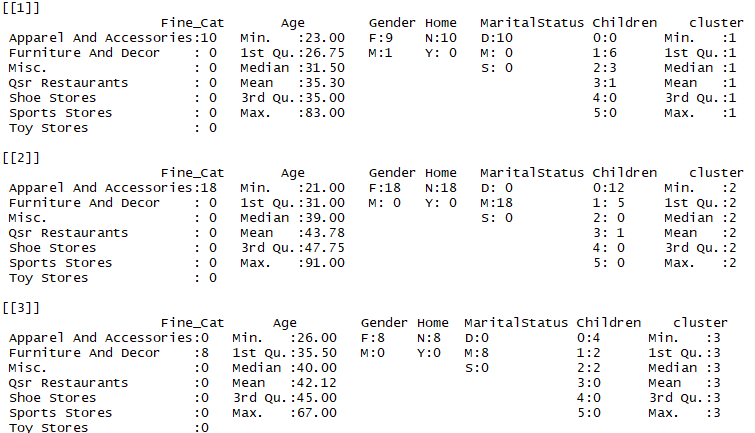 [[1]]
Fine_Cat Age Gender Home MaritalStatus Children cluster
Apparel And Accessories:10 Min. :23.00 F:9 N:10 D:10 0:0 Min. :1
Furniture And Decor : 0 1st Qu.:26.75 M:1 Y: 0 M: 0 1:6 1st Qu.:1
Misc. : 0 Median :31.50 S: 0 2:3 Median :1
Qsr Restaurants : 0 Mean :35.30 3:1 Mean :1
Shoe Stores : 0 3rd Qu.:35.00 4:0 3rd Qu.:1
Sports Stores : 0 Max. :83.00 5:0 Max. :1
Toy Stores : 0
[[2]]
Fine_Cat Age Gender Home MaritalStatus Children cluster
Apparel And Accessories:18 Min. :21.00 F:18 N:18 D: 0 0:12 Min. :2
Furniture And Decor : 0 1st Qu.:31.00 M: 0 Y: 0 M:18 1: 5 1st Qu.:2
Misc. : 0 Median :39.00 S: 0 2: 0 Median :2
Qsr Restaurants : 0 Mean :43.78 3: 1 Mean :2
Shoe Stores : 0 3rd Qu.:47.75 4: 0 3rd Qu.:2
Sports Stores : 0 Max. :91.00 5: 0 Max. :2
Toy Stores : 0
[[3]]
Fine_Cat Age Gender Home MaritalStatus Children cluster
Apparel And Accessories:0 Min. :26.00 F:8 N:8 D:0 0:4 Min. :3
Furniture And Decor :8 1st Qu.:35.50 M:0 Y:0 M:8 1:2 1st Qu.:3
Misc. :0 Median :40.00 S:0 2:2 Median :3
Qsr Restaurants :0 Mean :42.12 3:0 Mean :3
Shoe Stores :0 3rd Qu.:45.00 4:0 3rd Qu.:3
Sports Stores :0 Max. :67.00 5:0 Max. :3
Toy Stores :0